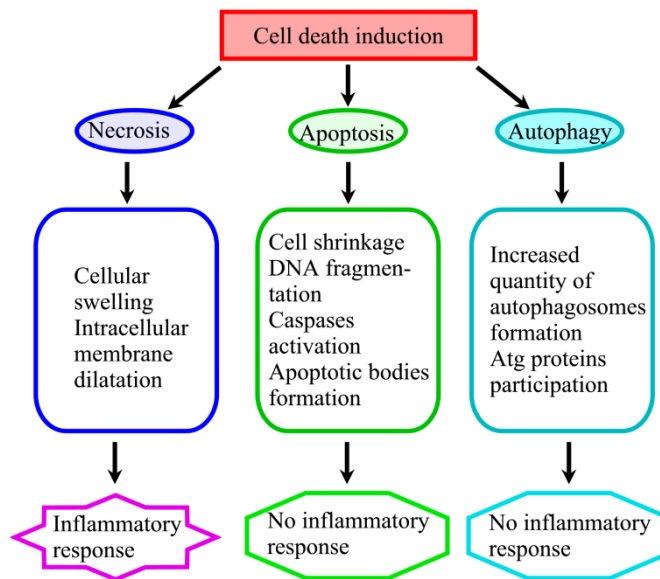 Cell death induction
Necrosis
Apoptosis
Autophagy
Cellular
swelling
Intracellular
membrane
dilatation
Cell shrinkage
DNA fragmen-
tation
Caspases
activation
Apoptotic bodies
formation
Increased
quantity of
autophagosomes
formation
Atg proteins
participation
Inflammatory
response
No inflammatory
response
No inflammatory
response